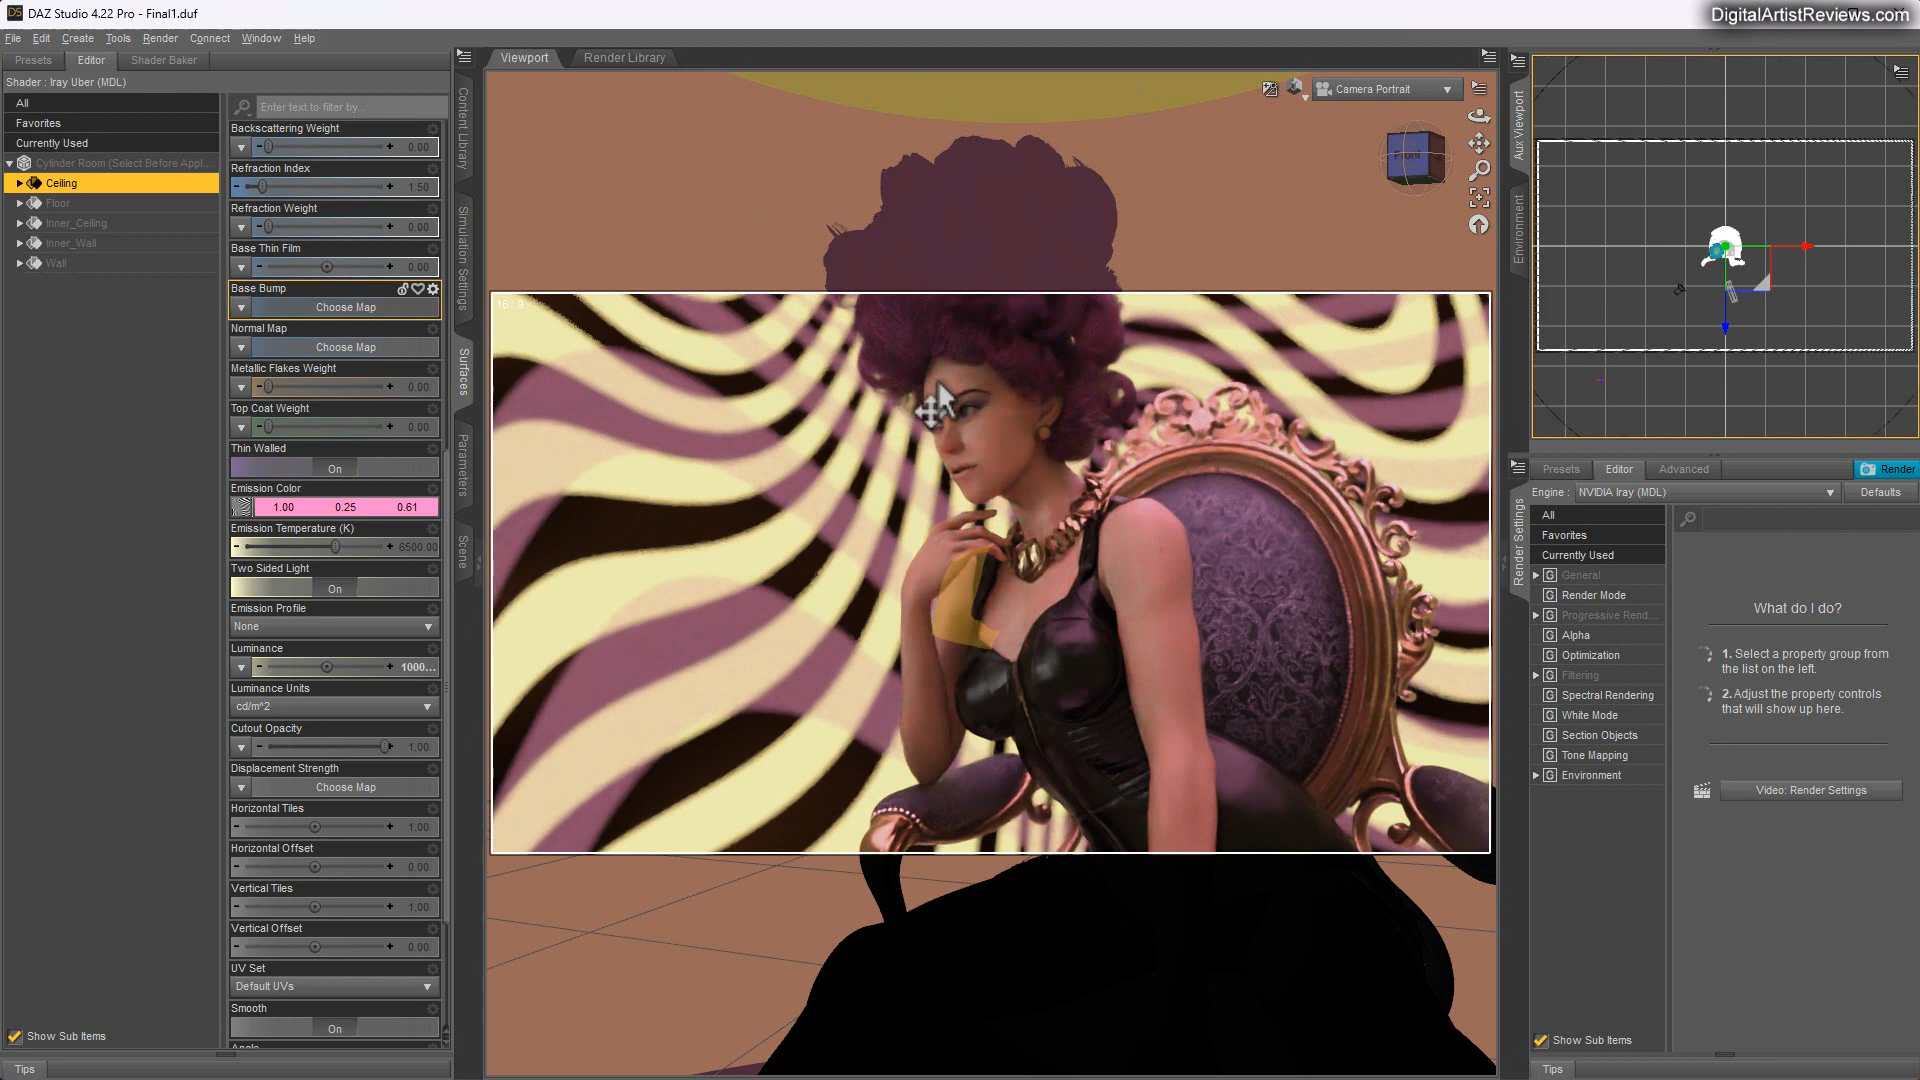 DAZ Studio 4.22 Pro - Final1.duf
DigitalArtistReviews.com
File Edit Create Tools Render Connect Window Help
Presets Editor Shader Baker
Shader : Iray Uber (MDL)
All
Favorites
Currently Used
Cylinder Room (Select Before Appl...
Ceiling
Floor
Inner_Ceiling
Inner_Wall
Wall
Show Sub Items
Tips
Enter text to filter by...
Backscattering Weight
0.00
Refraction Index
1.50
Refraction Weight
0.00
Base Thin Film
0.00
Base Bump
Choose Map
Normal Map
Choose Map
Metallic Flakes Weight
0.00
Top Coat Weight
0.00
Thin Walled
On
Emission Color
1.00 0.25 0.61
Emission Temperature (K)
6500.00
Two Sided Light
On
Emission Profile
None
Luminance
1000...
Luminance Units
cd/m^2
Cutout Opacity
1.00
Displacement Strength
Choose Map
Horizontal Tiles
1.00
Horizontal Offset
0.00
Vertical Tiles
1.00
Vertical Offset
0.00
UV Set
Default UVs
Smooth
On
Content Library
Simulation Settings
Surfaces
Parameters
Scene
Viewport Render Library
Camera Portrait
Front
16 : 9
Aux Viewport
Environment
Render Settings
Presets Editor Advanced Render
Engine : NVIDIA Iray (MDL) Defaults
All
Favorites
Currently Used
General
Render Mode
Progressive Rend...
Alpha
Optimization
Filtering
Spectral Rendering
White Mode
Section Objects
Tone Mapping
Environment
What do I do?
1. Select a property group from
the list on the left.
2. Adjust the property controls
that will show up here.
Video: Render Settings
Show Sub Items
Tips